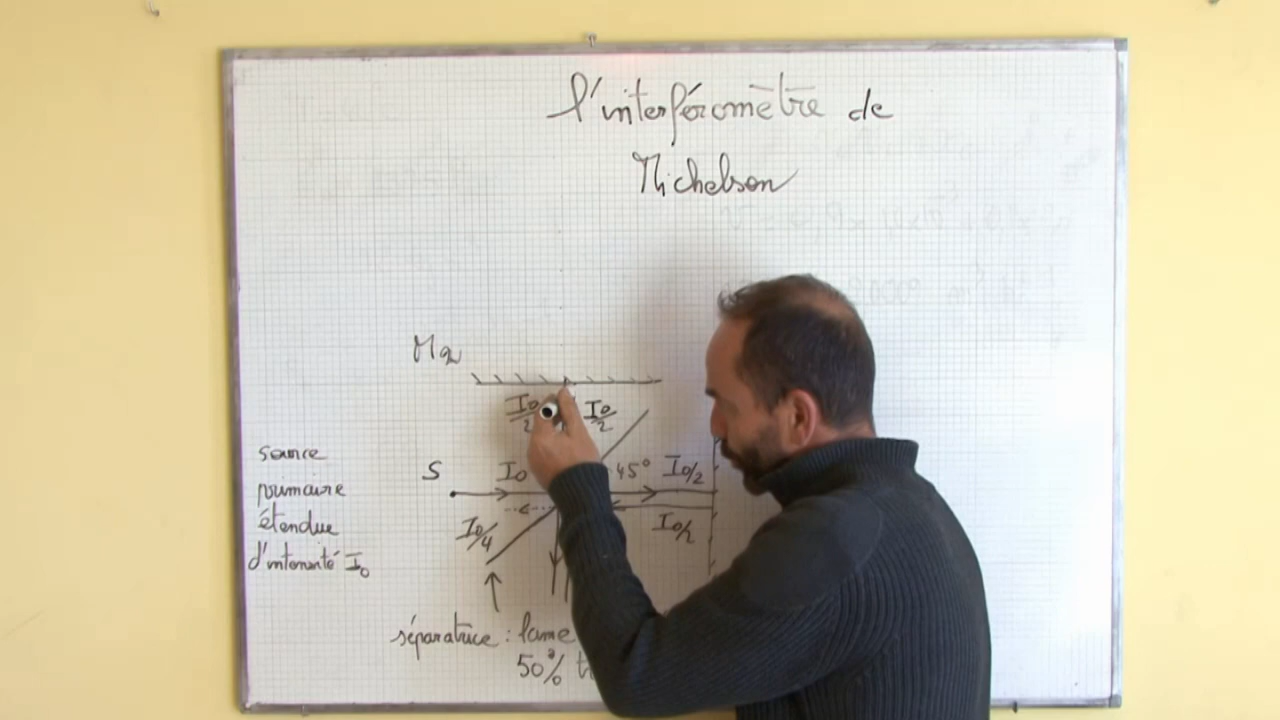 l'interféromètre de
Michelson
M2
I0/2 I0/2
S I0 45° I0/2
I0/4 I0/2
source
primaire
étendue
d'intensité I0
séparatrice : lame
50%